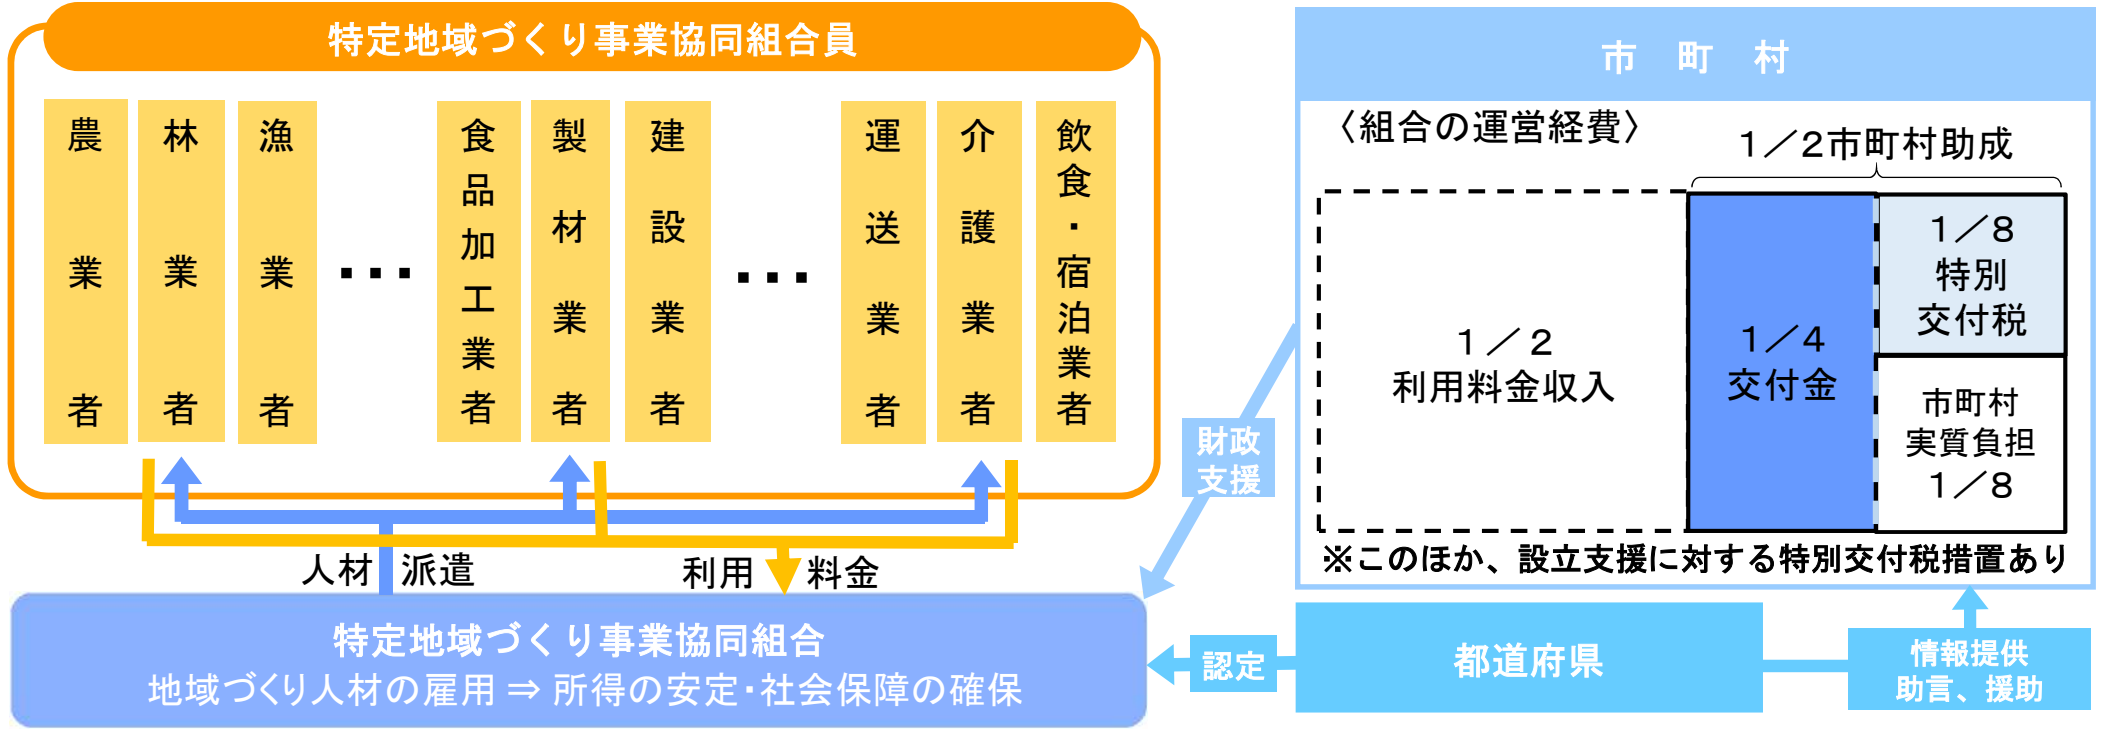 特定地域づくり事業協同組合員
農業者
林業者
漁業者
・・・
食品加工業者
製材業者
建設業者
・・・
運送業者
介護業者
飲食・宿泊業者
人材派遣
利用料金
特定地域づくり事業協同組合
地域づくり人材の雇用⇒所得の安定・社会保障の確保
市町村
〈組合の運営経費〉
1／2市町村助成
1／2
利用料金収入
1／4
交付金
1／8
特別
交付税
市町村
実質負担
1／8
※このほか、設立支援に対する特別交付税措置あり
財政
支援
認定
都道府県
情報提供
助言、援助